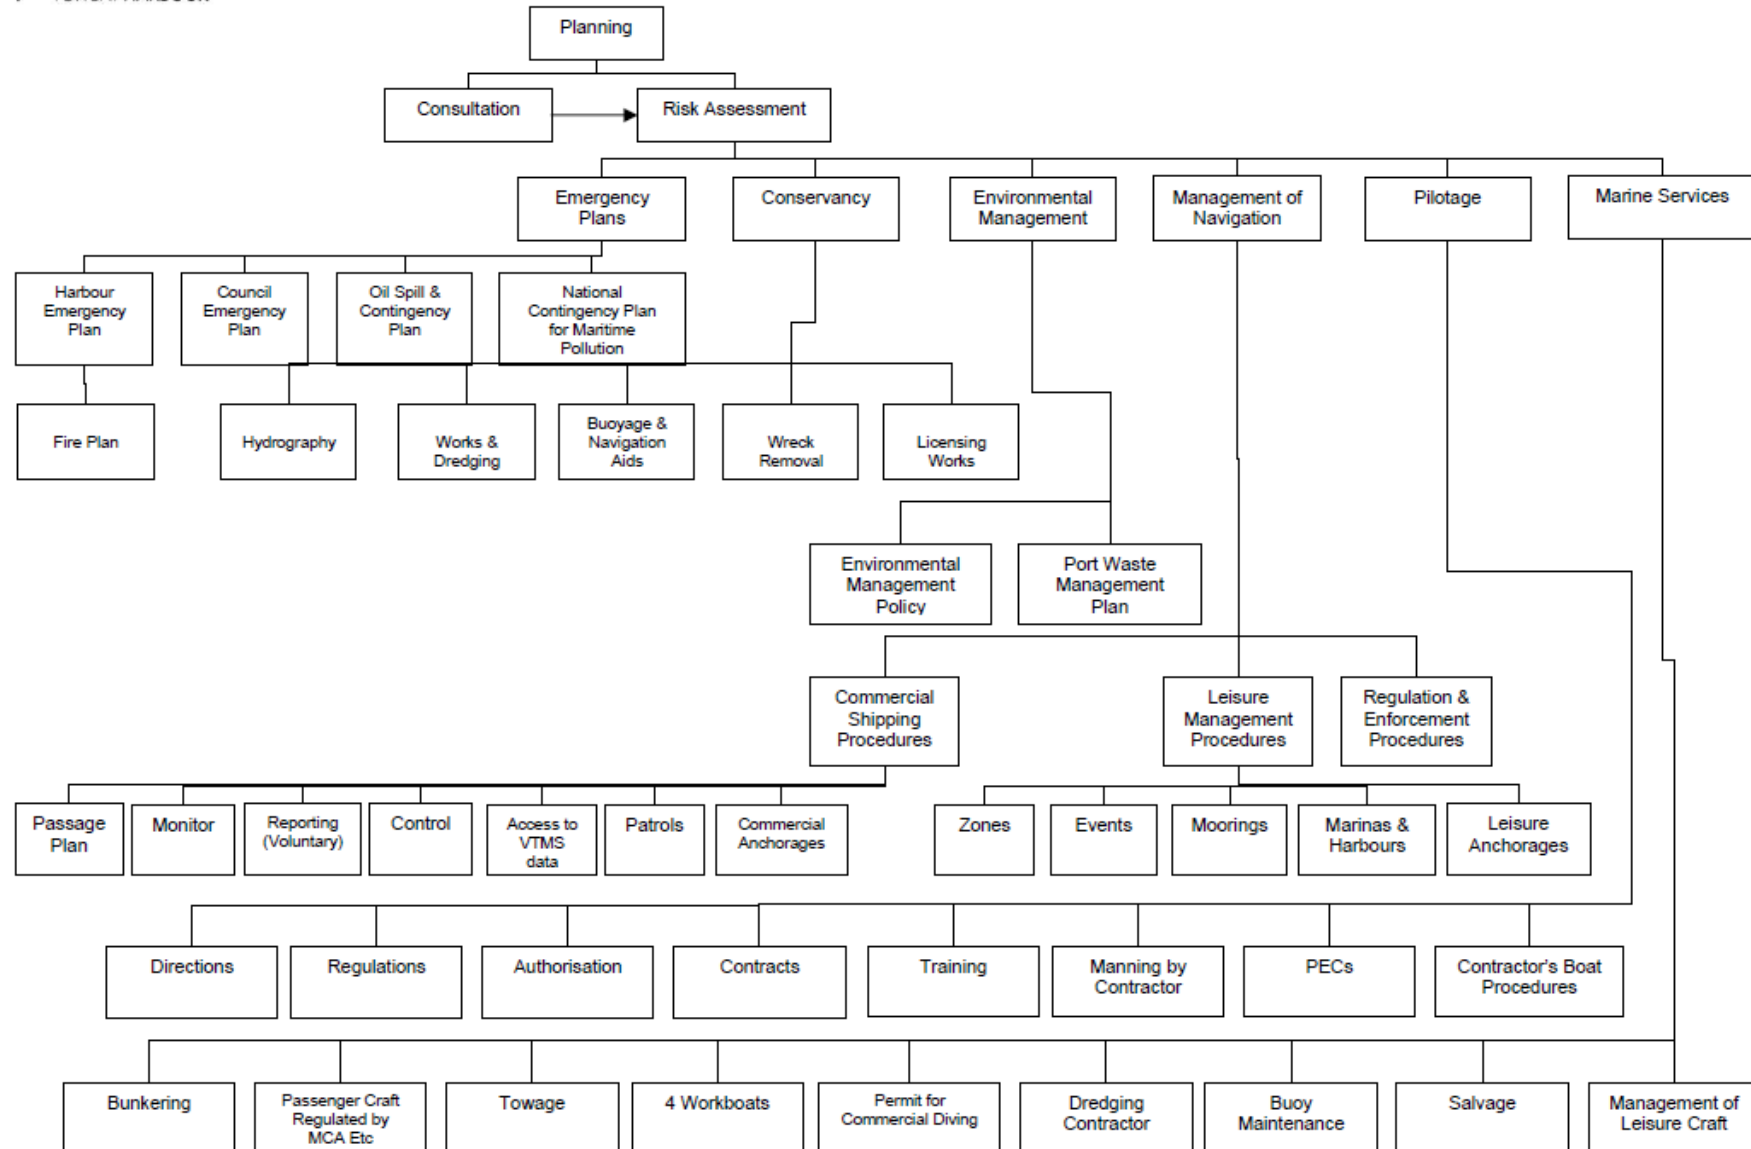 Planning
Consultation
Risk Assessment
Emergency
Plans
Conservancy
Environmental
Management
Management of
Navigation
Pilotage
Marine Services
Harbour
Emergency
Plan
Council
Emergency
Plan
Oil Spill &
Contingency
Plan
National
Contingency Plan
for Maritime
Pollution
Fire Plan
Hydrography
Works &
Dredging
Buoyage &
Navigation
Aids
Wreck
Removal
Licensing
Works
Environmental
Management
Policy
Port Waste
Management
Plan
Commercial
Shipping
Procedures
Leisure
Management
Procedures
Regulation &
Enforcement
Procedures
Passage
Plan
Monitor
Reporting
(Voluntary)
Control
Access to
VTMS
data
Patrols
Commercial
Anchorages
Zones
Events
Moorings
Marinas &
Harbours
Leisure
Anchorages
Directions
Regulations
Authorisation
Contracts
Training
Manning by
Contractor
PECs
Contractor's Boat
Procedures
Bunkering
Passenger Craft
Regulated by
MCA Etc
Towage
4 Workboats
Permit for
Commercial Diving
Dredging
Contractor
Buoy
Maintenance
Salvage
Management of
Leisure Craft